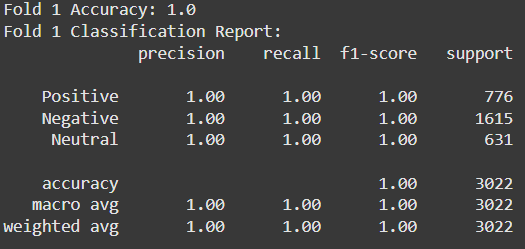 Fold 1 Accuracy: 1.0
Fold 1 Classification Report:
precision recall f1-score support
Positive 1.00 1.00 1.00 776
Negative 1.00 1.00 1.00 1615
Neutral 1.00 1.00 1.00 631
accuracy 1.00 3022
macro avg 1.00 1.00 1.00 3022
weighted avg 1.00 1.00 1.00 3022